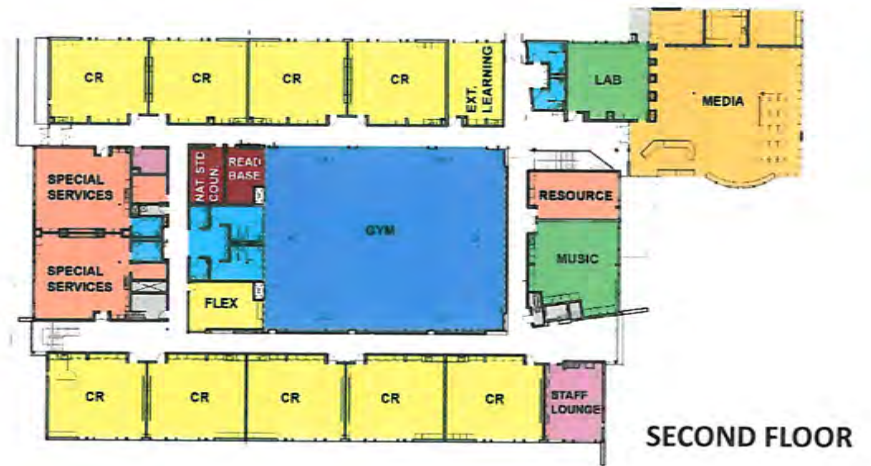 CR
CR
CR
CR
EXT.
LEARNING
LAB
MEDIA
SPECIAL
SERVICES
NAT STD
COUN.
READ
BASE
GYM
RESOURCE
MUSIC
SPECIAL
SERVICES
FLEX
CR
CR
CR
CR
CR
STAFF
LOUNGE
SECOND FLOOR